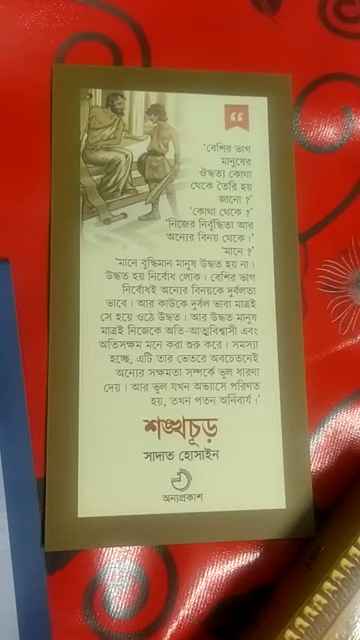 “
‘বেশির ভাগ
মানুষের
ঔদ্ধত্য কোথা
থেকে তৈরি হয়
জানো ?’
‘কোথা থেকে ?’
‘নিজের নির্বুদ্ধিতা আর
অন্যের বিনয় থেকে।’
‘মানে ?’
‘মানে বুদ্ধিমান মানুষ উদ্ধত হয় না।
উদ্ধত হয় নির্বোধ লোক। বেশির ভাগ
নির্বোধই অন্যের বিনয়কে দুর্বলতা
ভাবে। আর কাউকে দুর্বল ভাবা মাত্রই
সে হয়ে ওঠে উদ্ধত। আর উদ্ধত মানুষ
মাত্রই নিজেকে অতি-আত্মবিশ্বাসী এবং
অতিসক্ষম মনে করা শুরু করে। সমস্যা
হচ্ছে, এটি তার ভেতরে অবচেতনেই
অন্যের সক্ষমতা সম্পর্কে ভুল ধারণা
দেয়। আর ভুল যখন অভ্যাসে পরিণত
হয়, তখন পতন অনিবার্য।’
শঙ্খচূড়
সাদাত হোসাইন
অন্যপ্রকাশ